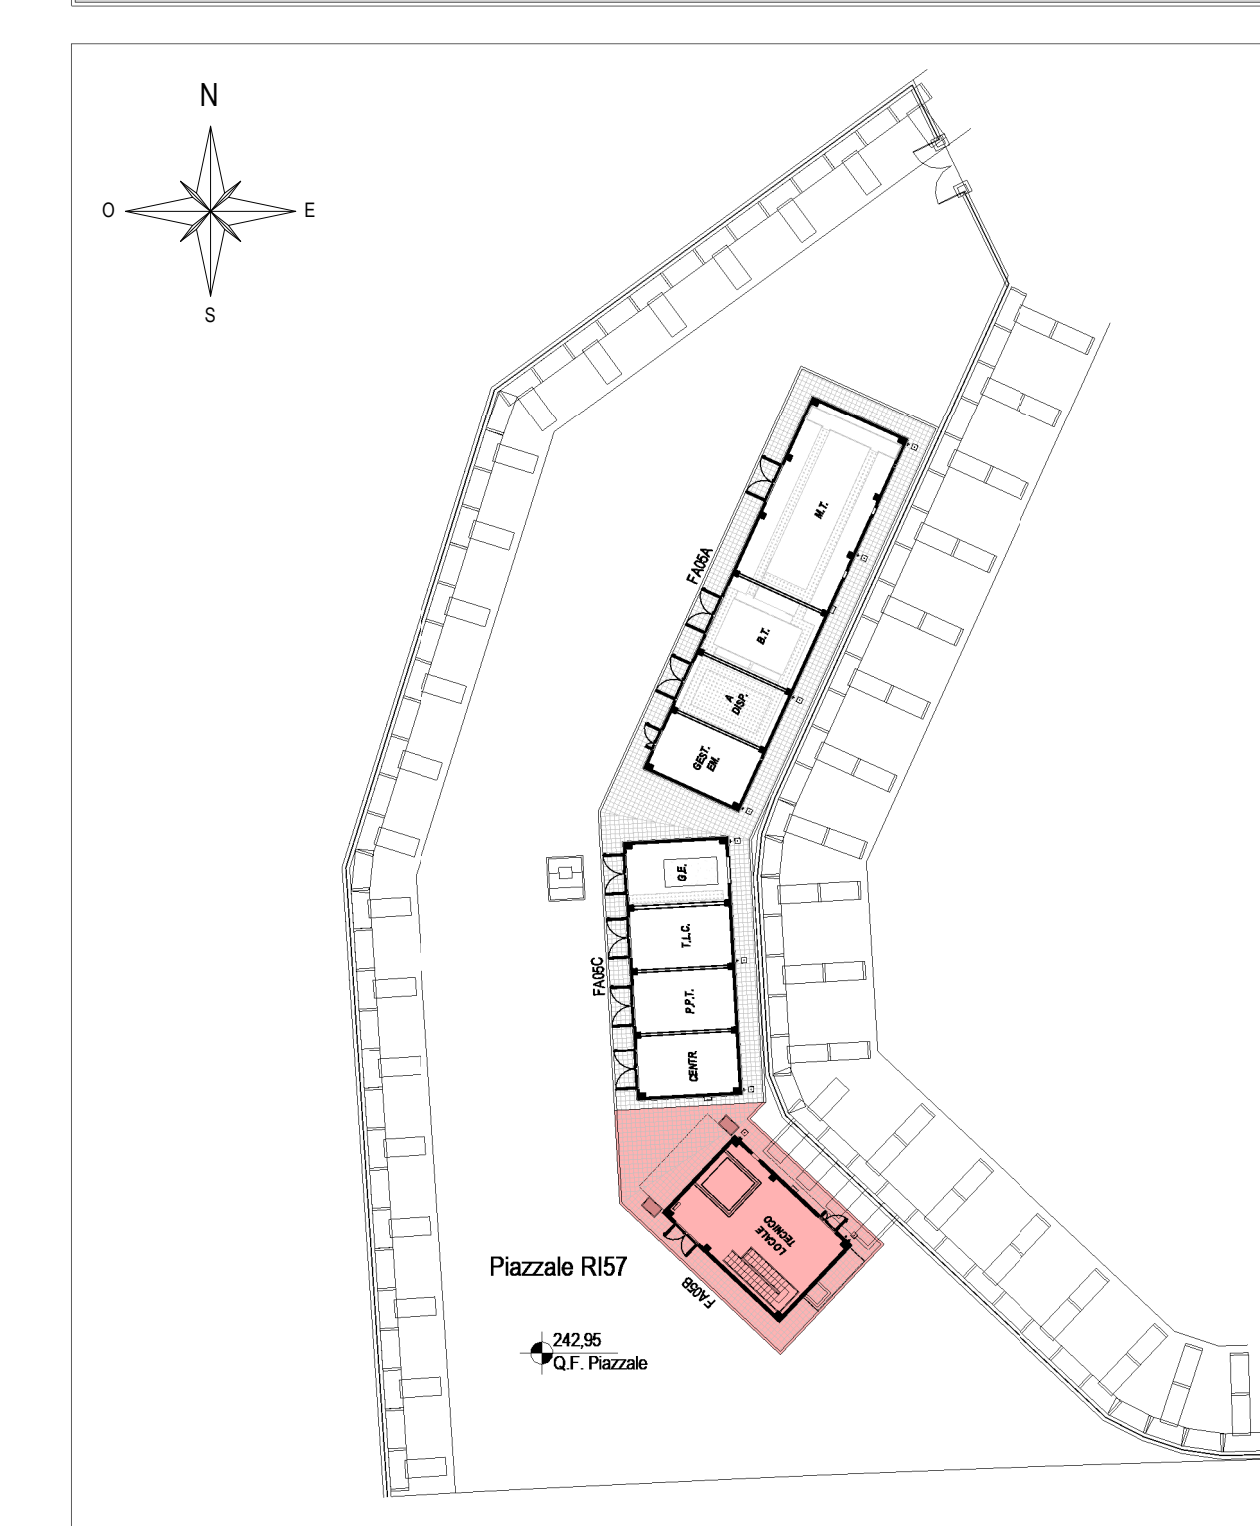 N
O
E
S
M.T.
FA05A
B.T.
A
DISP.
GEST.
EM.
G.E.
T.L.C.
FA05C
P.P.T.
CENTR.
LOCALE
TECNICO
Piazzale RI57
FA05B
242,95
Q.F. Piazzale